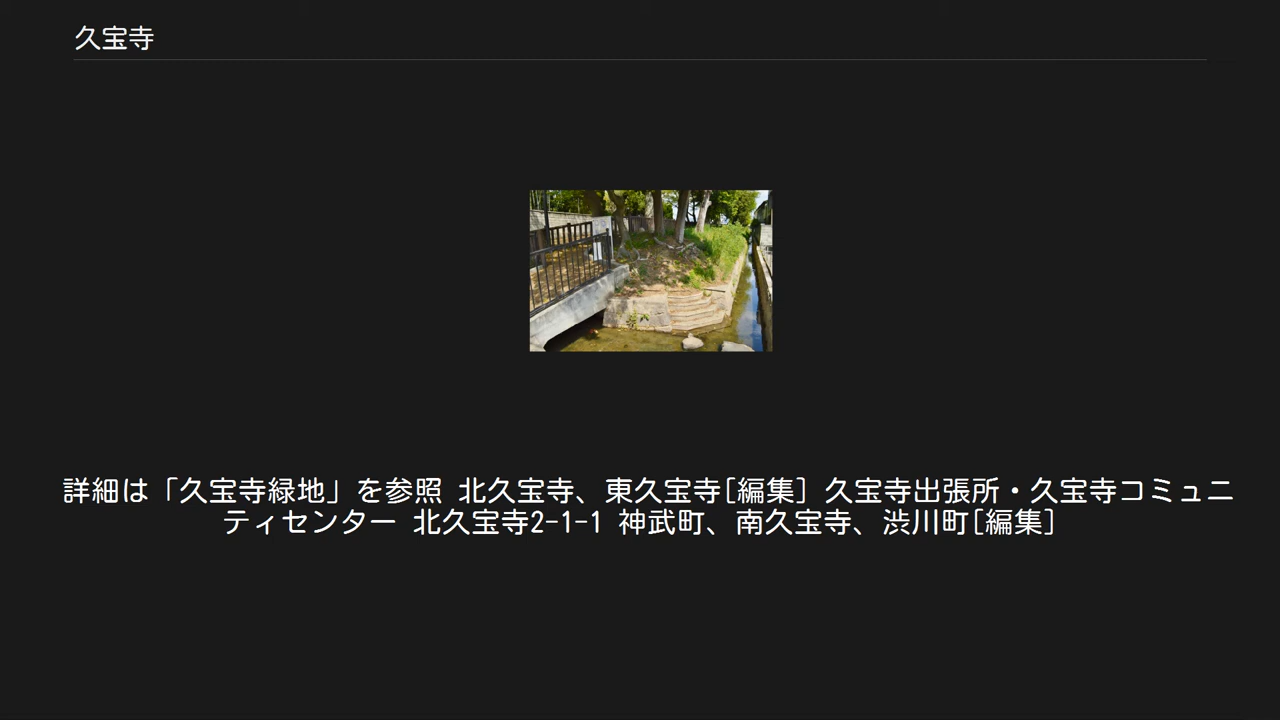 久宝寺
詳細は「久宝寺緑地」を参照 北久宝寺、東久宝寺[編集] 久宝寺出張所・久宝寺コミュニ
ティセンター 北久宝寺2-1-1 神武町、南久宝寺、渋川町[編集]